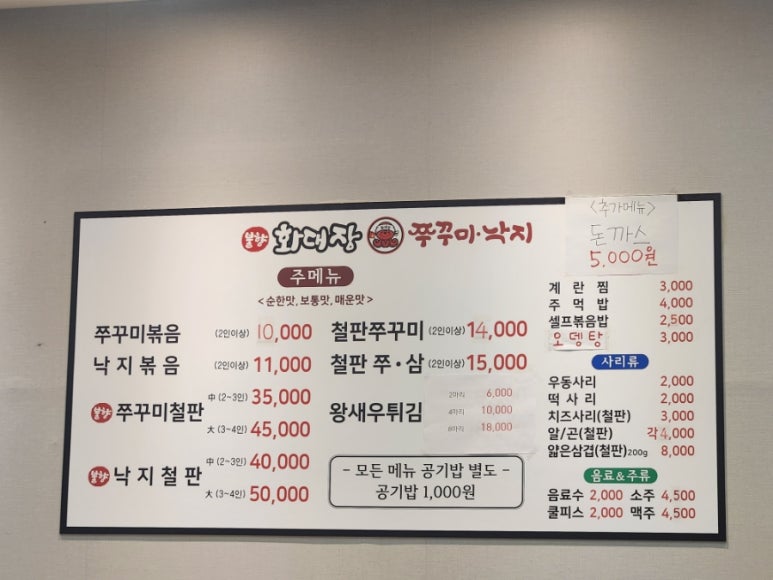 불향 화대장 쭈꾸미·낙지
주메뉴
<순한맛, 보통맛, 매운맛>
쭈꾸미볶음 (2인이상) 10,000
낙지볶음 (2인이상) 11,000
불향 쭈꾸미철판 中 (2~3인) 35,000
大 (3~4인) 45,000
불향 낙지철판 中 (2~3인) 40,000
大 (3~4인) 50,000
철판쭈꾸미 (2인이상) 14,000
철판 쭈·삼 (2인이상) 15,000
왕새우튀김 2마리 6,000
4마리 10,000
6마리 18,000
- 모든 메뉴 공기밥 별도 -
공기밥 1,000원
<추가메뉴>
돈까스
5,000원
계란찜 3,000
주먹밥 4,000
셀프볶음밥 2,500
오뎅탕 3,000
사리류
우동사리 2,000
떡사리 2,000
치즈사리(철판) 3,000
알/곤(철판) 각4,000
얇은삼겹(철판)200g 8,000
음료&주류
음료수 2,000 소주 4,500
쿨피스 2,000 맥주 4,500